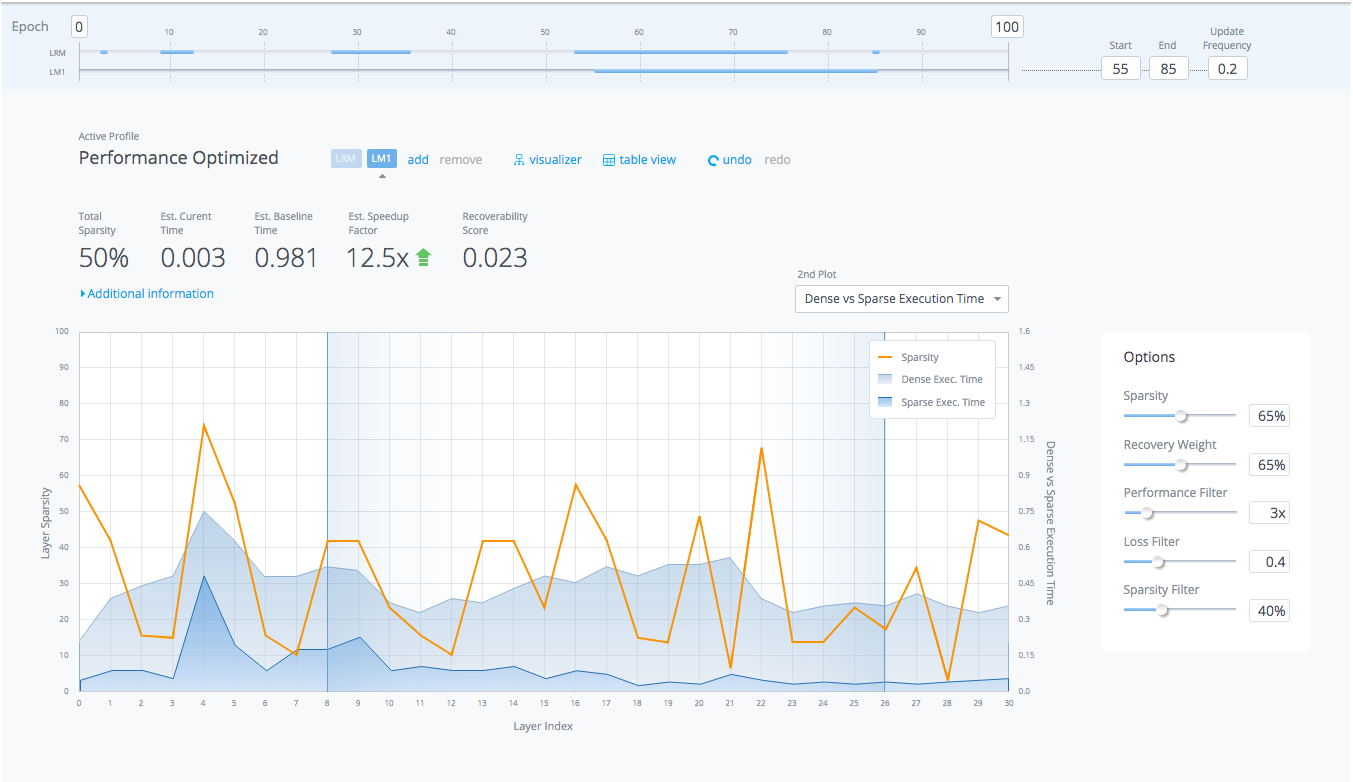 Epoch 0 10 20 30 40 50 60 70 80 90 100
LRM
LM1
Start End Update Frequency
55 85 0.2
Active Profile
Performance Optimized LRM LM1 add remove visualizer table view undo redo
Total Sparsity
50%
Est. Curent Time
0.003
Est. Baseline Time
0.981
Est. Speedup Factor
12.5x
Recoverability Score
0.023
Additional information
2nd Plot
Dense vs Sparse Execution Time
Layer Sparsity
100
90
80
70
60
50
40
30
20
10
0
Sparsity
Dense Exec. Time
Sparse Exec. Time
1.6
1.45
1.3
1.15
0.9
0.75
0.6
0.45
0.3
0.15
0.0
Dense vs Sparse Execution Time
0 1 2 3 4 5 6 7 8 9 10 11 12 13 14 15 16 17 18 19 20 21 22 23 24 25 26 27 28 29 30
Layer Index
Options
Sparsity
65%
Recovery Weight
65%
Performance Filter
3x
Loss Filter
0.4
Sparsity Filter
40%